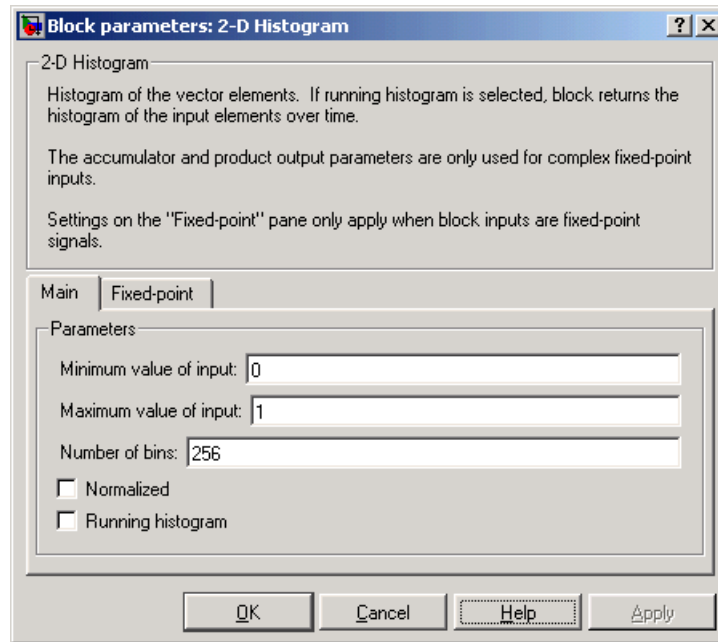 Block parameters: 2-D Histogram
2-D Histogram
Histogram of the vector elements.  If running histogram is selected, block returns the
histogram of the input elements over time.
The accumulator and product output parameters are only used for complex fixed-point
inputs.
Settings on the "Fixed-point" pane only apply when block inputs are fixed-point
signals.
Main Fixed-point
Parameters
Minimum value of input: 0
Maximum value of input: 1
Number of bins: 256
Normalized
Running histogram
OK Cancel Help Apply